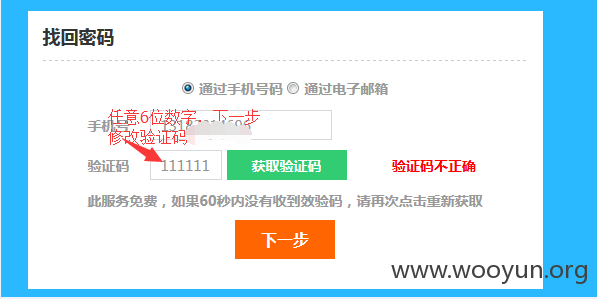 找回密码
通过手机号码 通过电子邮箱
任意6位数字,下一步
手机号
修改验证码
验证码 111111 获取验证码 验证码不正确
此服务免费，如果60秒内没有收到效验码，请再次点击重新获取
下一步
www.wooyun.org